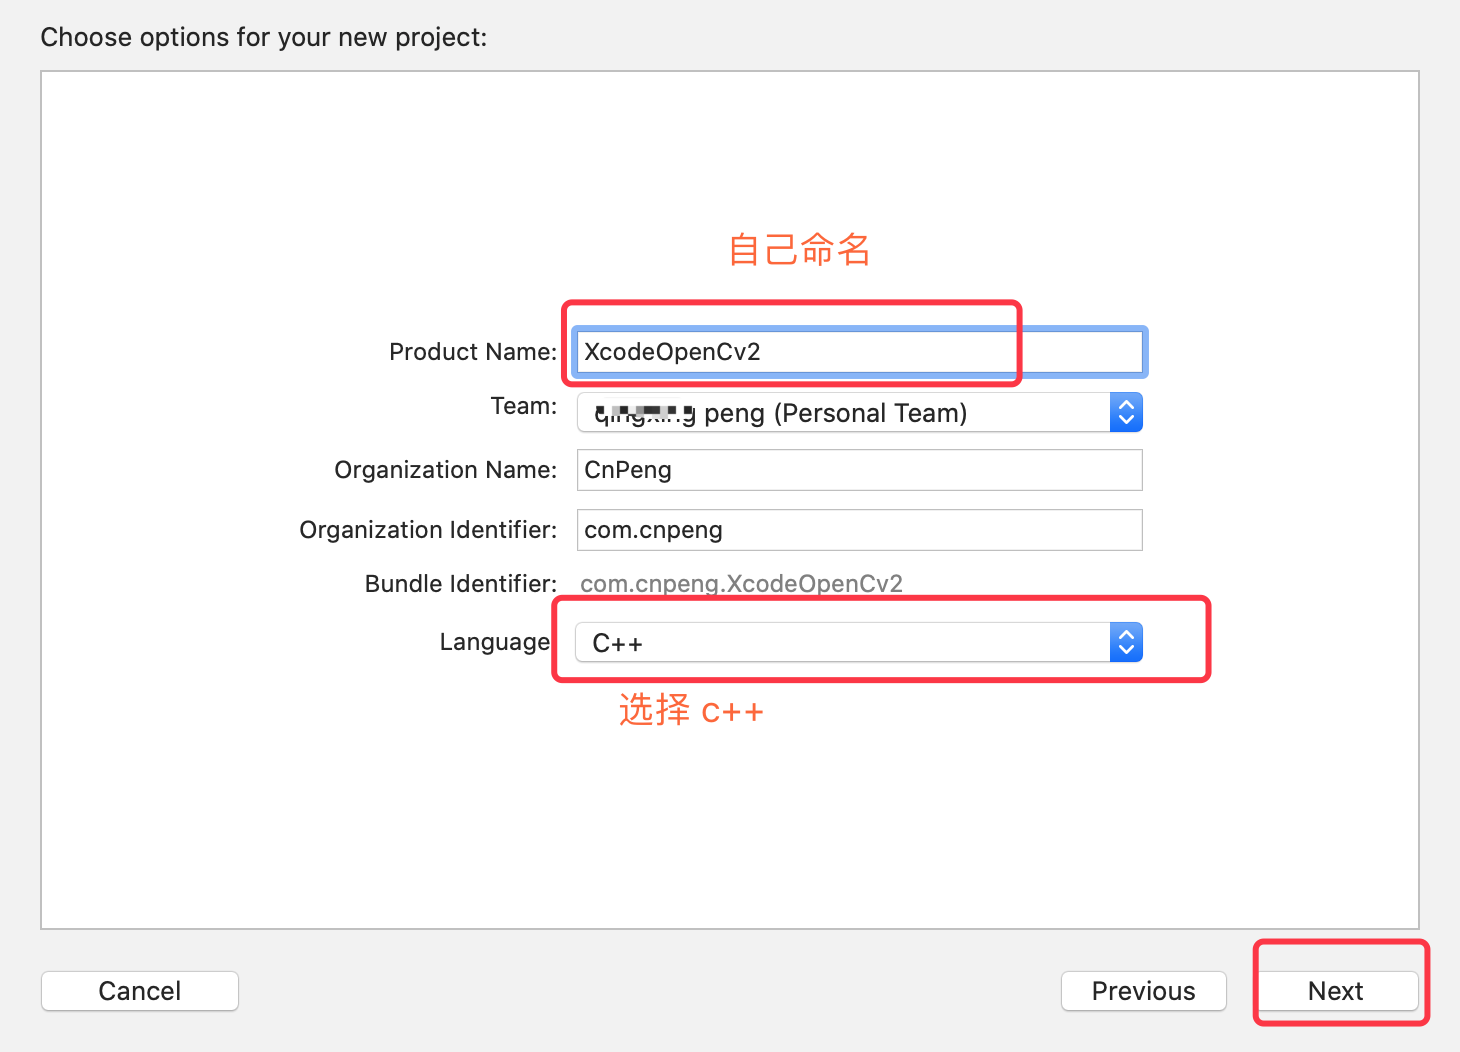 Choose options for your new project:
自己命名
Product Name: XcodeOpenCv2
Team: peng (Personal Team)
Organization Name: CnPeng
Organization Identifier: com.cnpeng
Bundle Identifier: com.cnpeng.XcodeOpenCv2
Language C++
选择 c++
Cancel Previous Next